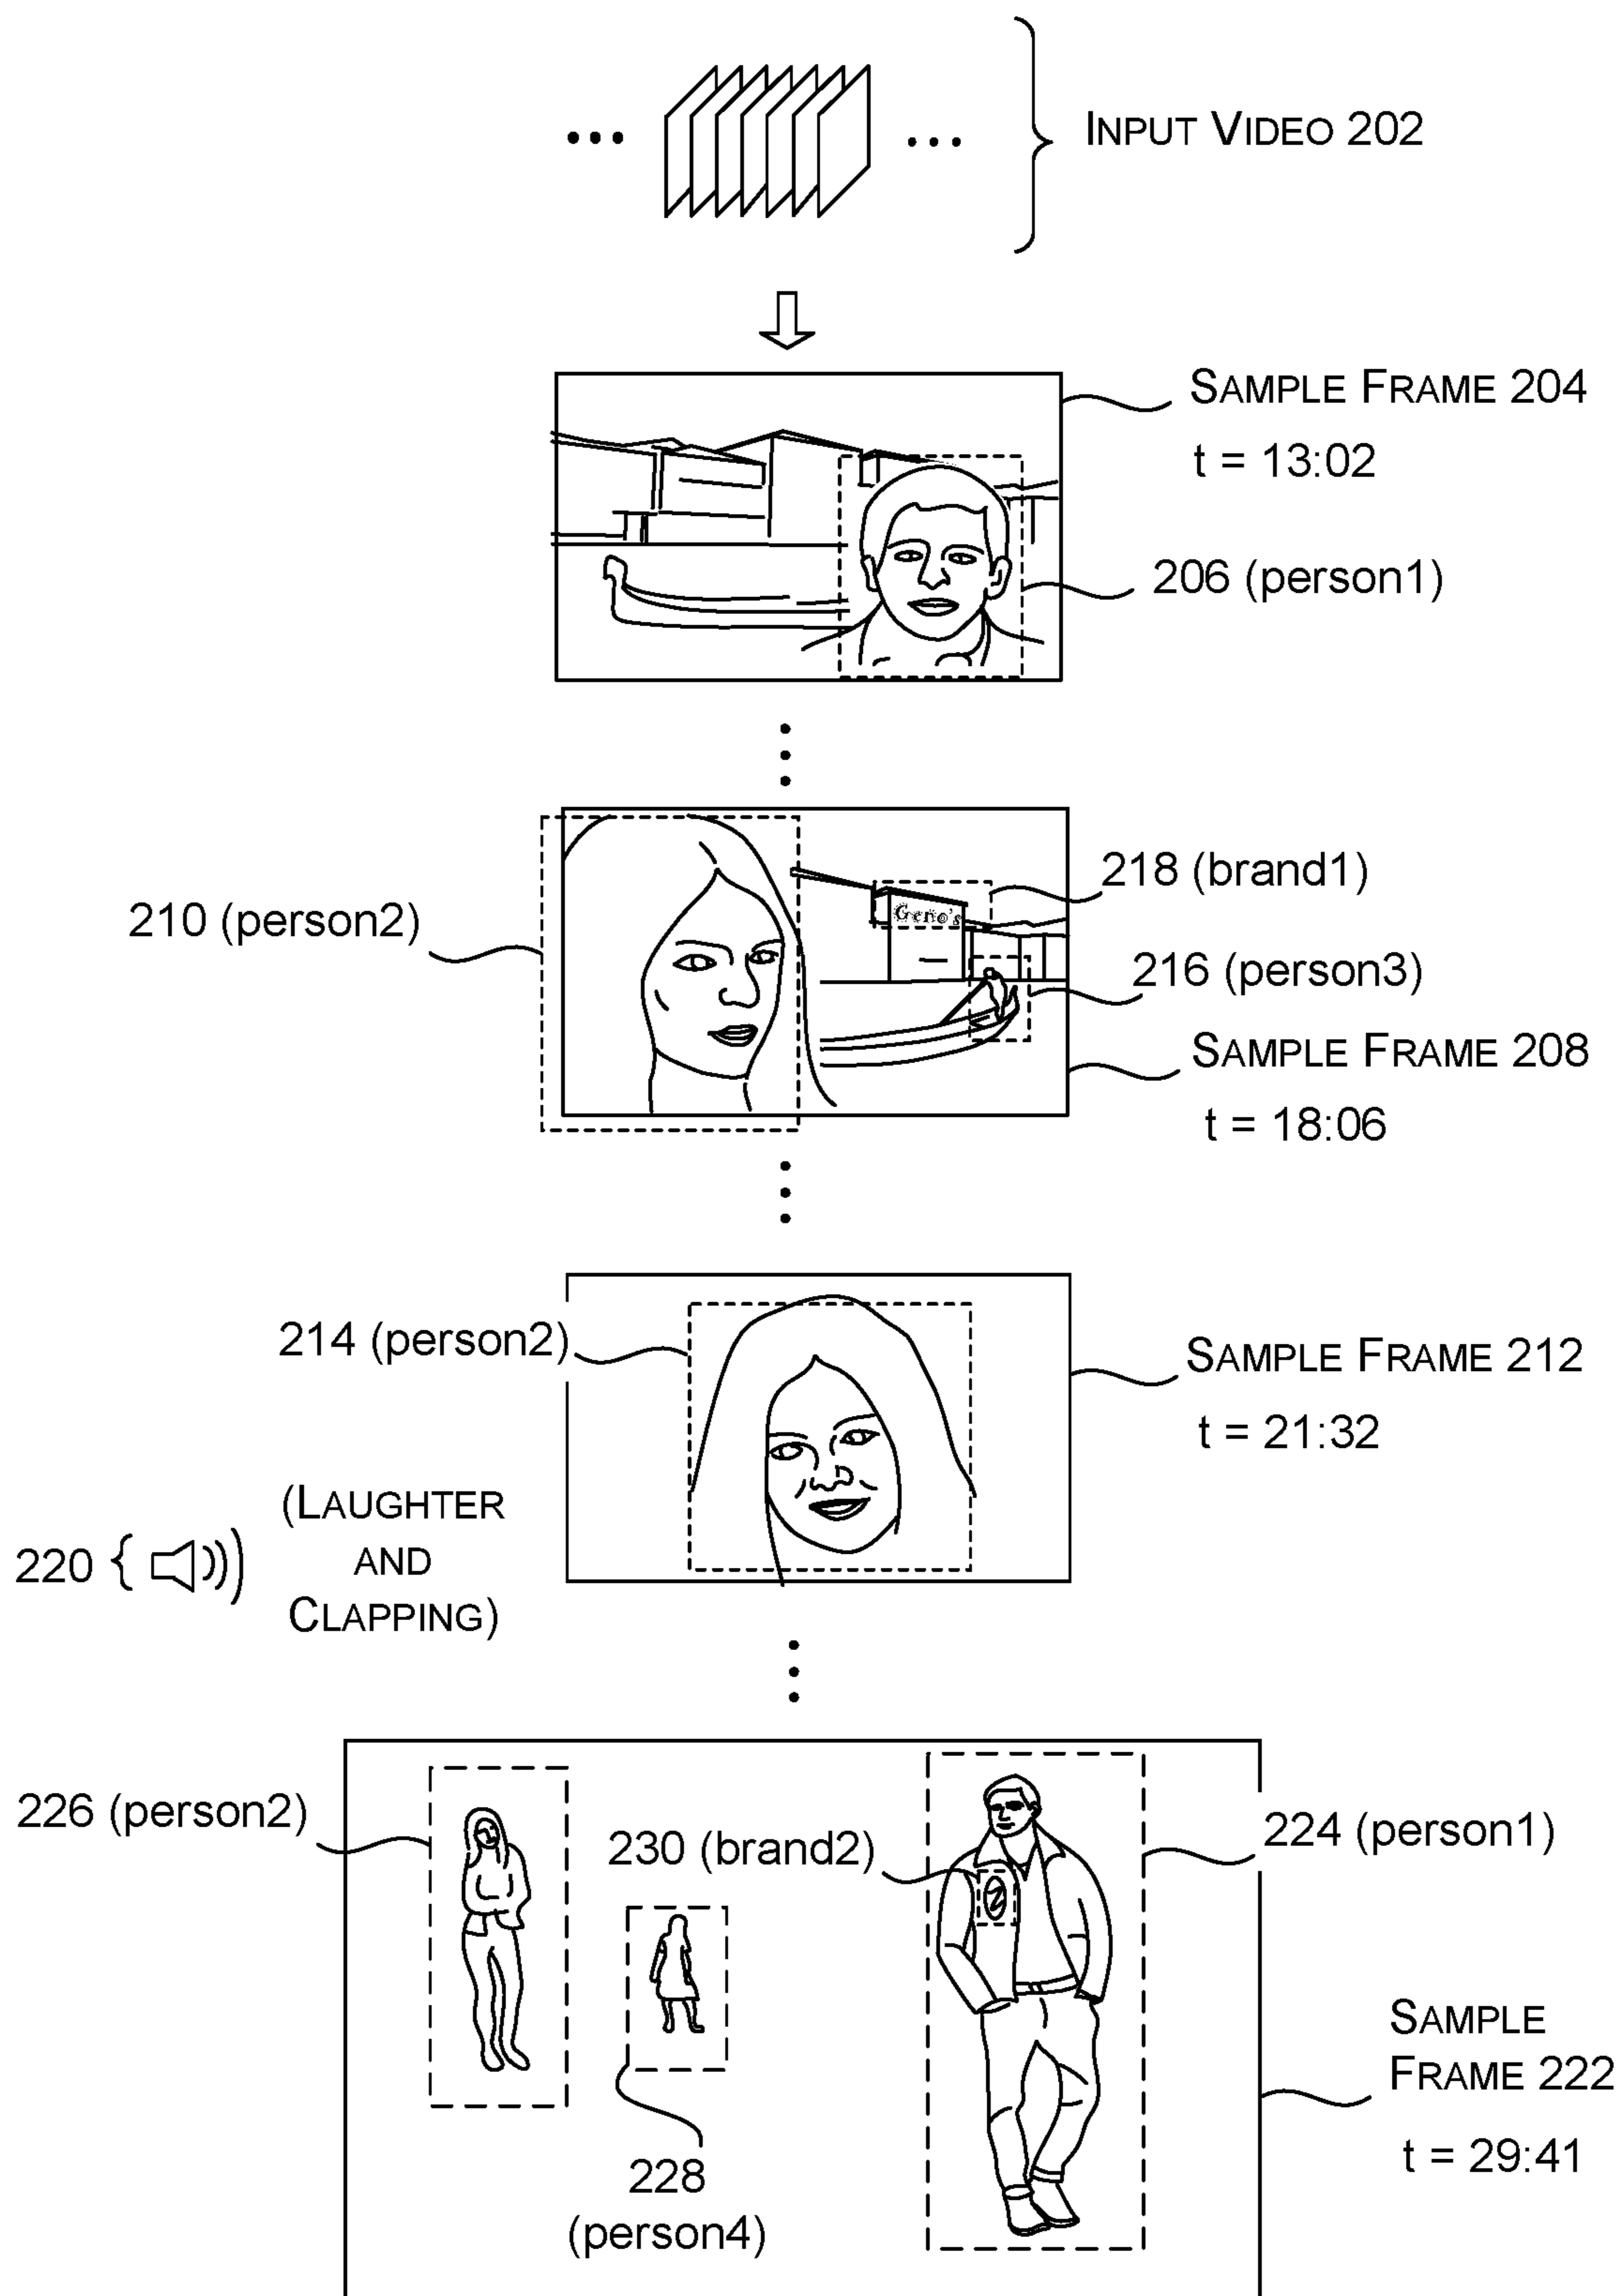 INPUT VIDEO 202
SAMPLE FRAME 204
t = 13:02
206 (person1)
218 (brand1)
Geno's
210 (person2)
216 (person3)
SAMPLE FRAME 208
t = 18:06
214 (person2)
SAMPLE FRAME 212
t = 21:32
(LAUGHTER
220
AND
CLAPPING)
226 (person2)
230 (brand2)
224 (person1)
Z
SAMPLE
FRAME 222
t = 29:41
228
(person4)